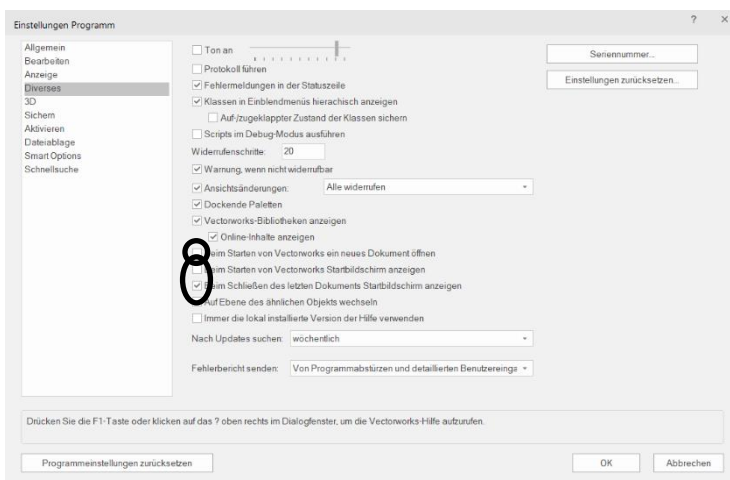 Einstellungen Programm
? ×
Allgemein
Bearbeiten
Anzeige
Diverses
3D
Sichern
Aktivieren
Dateiablage
Smart Options
Schnellsuche
Ton an
Protokoll führen
Fehlermeldungen in der Statuszeile
Klassen in Einblendmenüs hierachisch anzeigen
Auf-/zugeklappter Zustand der Klassen sichern
Scripts im Debug-Modus ausführen
Widerrufenschritte: 20
Warnung, wenn nicht widerrufbar
Ansichtsänderungen: Alle widerrufen
Dockende Paletten
Vectorworks-Bibliotheken anzeigen
Online-Inhalte anzeigen
Beim Starten von Vectorworks ein neues Dokument öffnen
Beim Starten von Vectorworks Startbildschirm anzeigen
Beim Schließen des letzten Dokuments Startbildschirm anzeigen
Auf Ebene des ähnlichen Objekts wechseln
Immer die lokal installierte Version der Hilfe verwenden
Nach Updates suchen: wöchentlich
Fehlerbericht senden: Von Programmabstürzen und detaillierten Benutzereinga
Seriennummer...
Einstellungen zurücksetzen...
Drücken Sie die F1-Taste oder klicken auf das ? oben rechts im Dialogfenster, um die Vectorworks-Hilfe aufzurufen.
Programmeinstellungen zurücksetzen
OK
Abbrechen